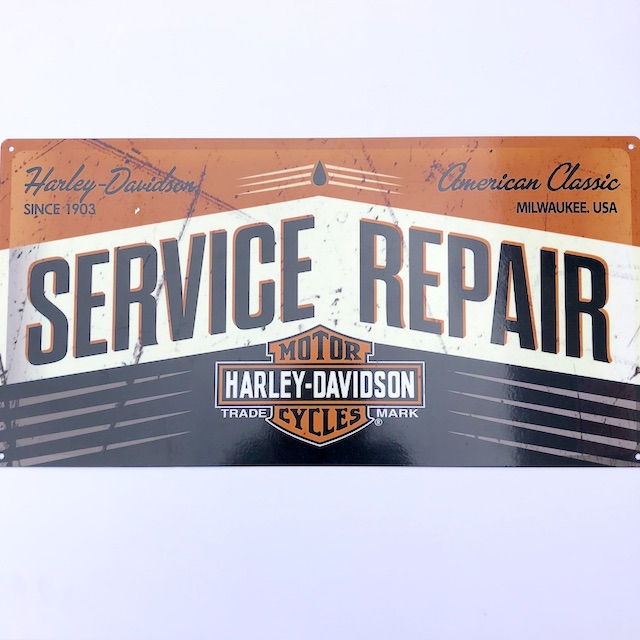 Harley-Davidson
SINCE 1903
American Classic
MILWAUKEE. USA
SERVICE REPAIR
MOTOR
HARLEY-DAVIDSON
TRADE MARK
CYCLES ®